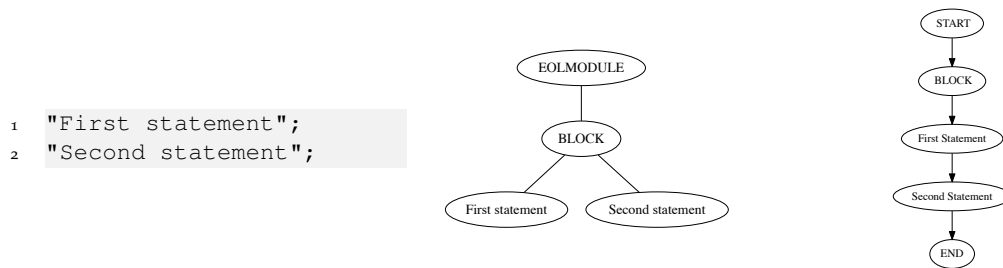 1 "First statement";
2 "Second statement";
EOLMODULE
BLOCK
First statement
Second statement
START
BLOCK
First Statement
Second Statement
END